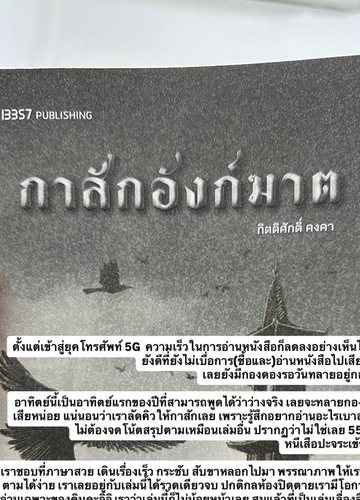 13357 PUBLISHING
กาสักอังก์ฆาต
กิตติศักดิ์ คงคา
ตั้งแต่เข้าสู่ยุคโทรศัพท์ 5G ความเร็วในการอ่านหนังสือก็ลดลงอย่างเห็นไ
ยังดีที่ยังไม่เบื่อการ(ซื้อและ)อ่านหนังสือไปเสีย
เลยยังมีกองดองรอวันทลายอยู่ก
อาทิตย์นี้เป็นอาทิตย์แรกของปีที่สามารถพูดได้ว่าว่างจริง เลยจะทลายกอง
เสียหน่อย แน่นอนว่าเราลัดคิวให้กาสักเลย เพราะรู้สึกอยากอ่านอะไรเบาส
ไม่ต้องจด โน้ตสรุปตามเหมือนเล่มอื่น ปรากฏว่าไม่ใช่เลย 55
หนีเสือปะจระเข้
เราชอบที่ภาษาสวย เดินเรื่องเร็ว กระชับ สับขาหลอกไปมา พรรณาภาพให้เร
ตามได้ง่าย เราเลยอยู่กับเล่มนี้ได้รวดเดียวจบ ปกติกลท้องปิดตายเรามีโอก